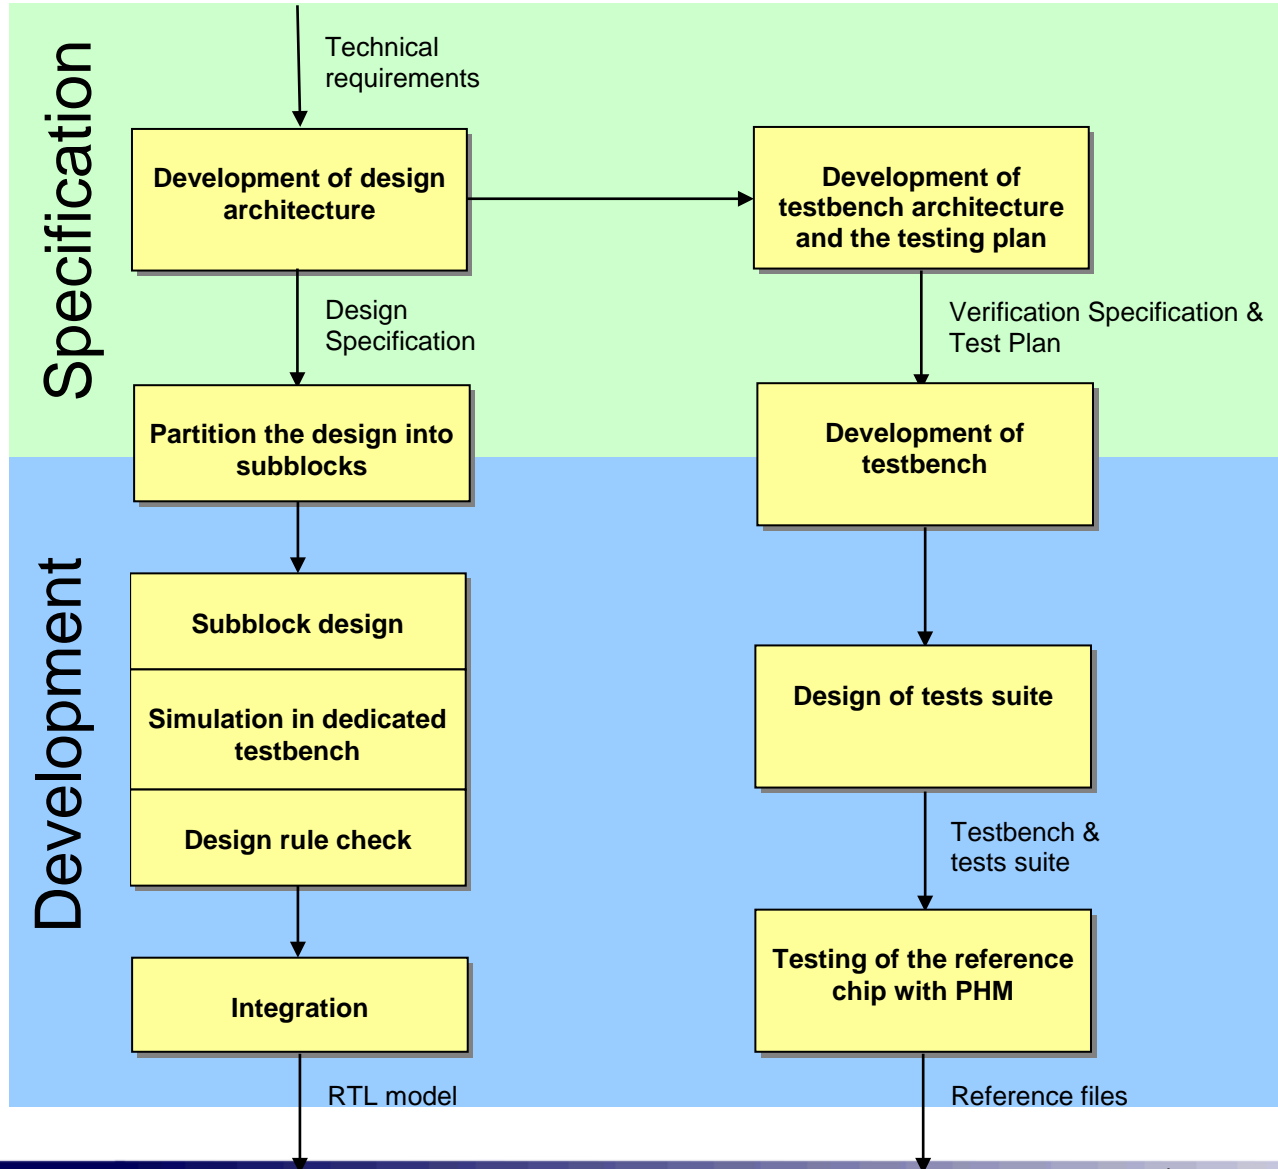 Specification
Technical
requirements
Development of design
architecture
Development of
testbench architecture
and the testing plan
Design
Specification
Verification Specification &
Test Plan
Partition the design into
subblocks
Development of
testbench
Development
Subblock design
Simulation in dedicated
testbench
Design rule check
Design of tests suite
Testbench &
tests suite
Integration
Testing of the reference
chip with PHM
RTL model
Reference files